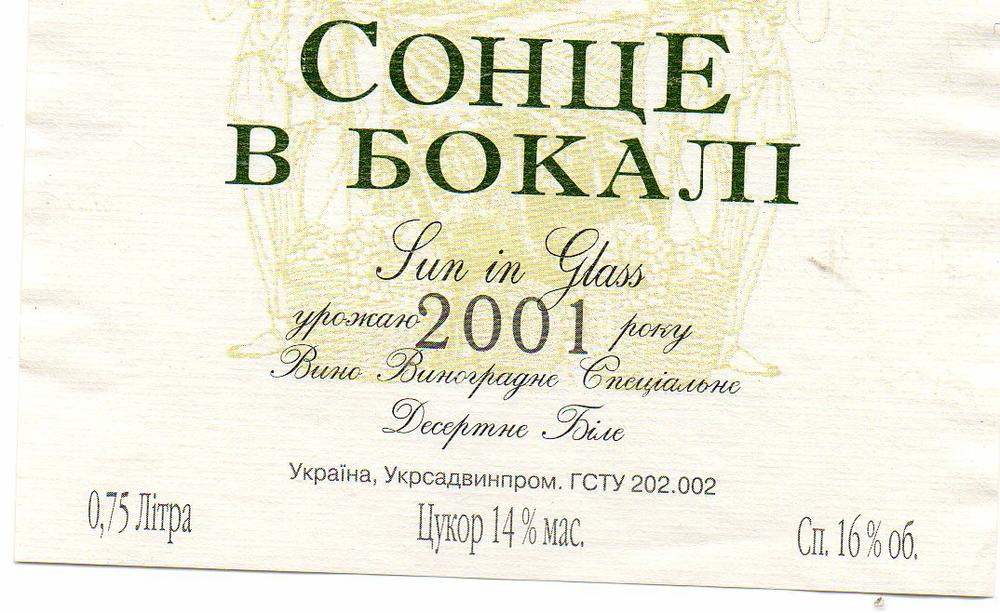 СОНЦЕ
В БОКАЛІ
Sun in Glass
урожаю 2001 року
Вино Виноградне Спеціальне
Десертне Біле
Україна, Укрсадвинпром. ГСТУ 202.002
0,75 Літра Цукор 14 % мас. Сп. 16 % об.